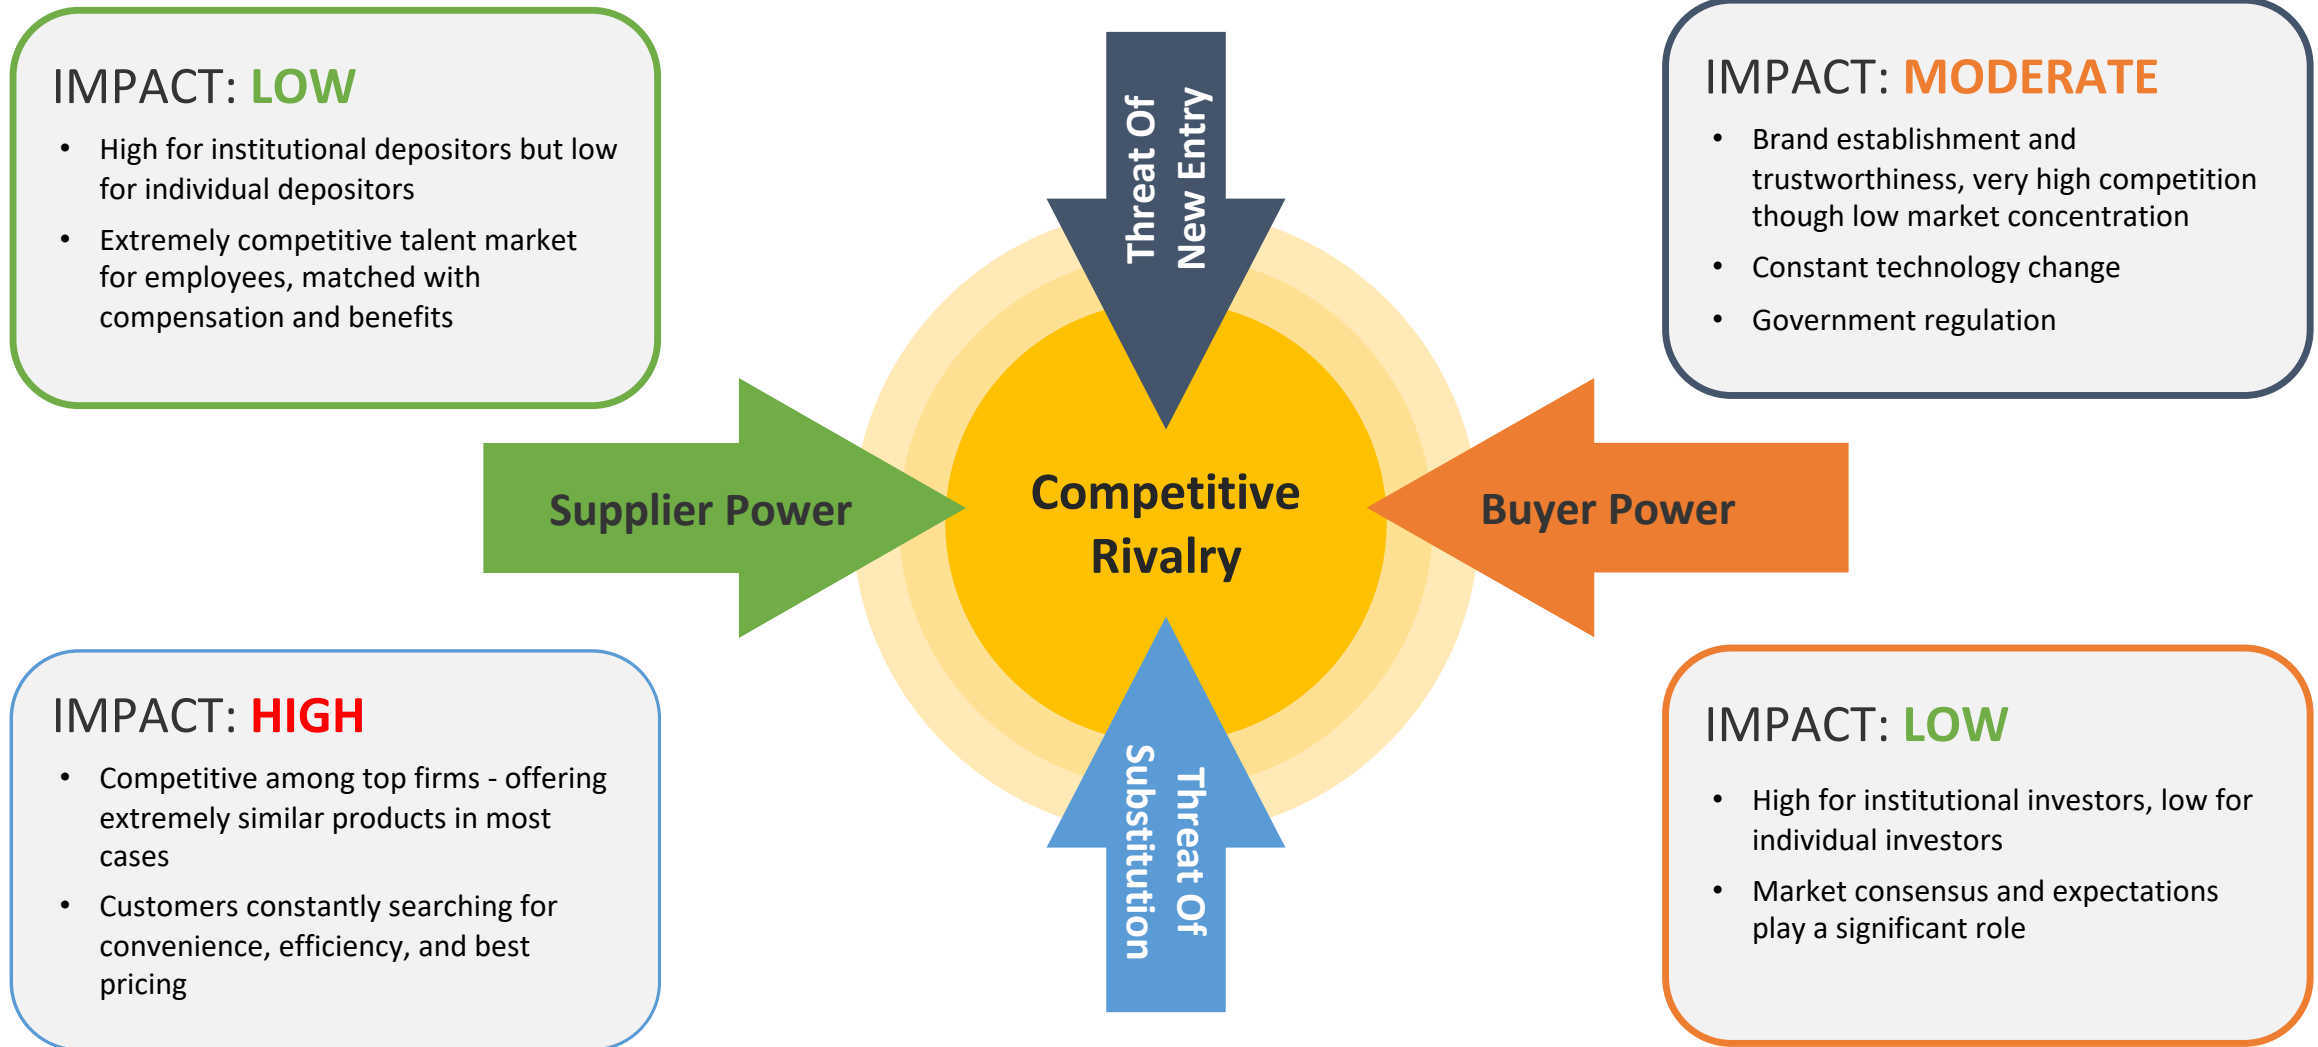 IMPACT: LOW
• High for institutional depositors but low
for individual depositors
• Extremely competitive talent market
for employees, matched with
compensation and benefits
Threat Of
New Entry
IMPACT: MODERATE
• Brand establishment and
trustworthiness, very high competition
though low market concentration
• Constant technology change
• Government regulation
Supplier Power
Competitive
Rivalry
Buyer Power
IMPACT: HIGH
• Competitive among top firms - offering
extremely similar products in most
cases
• Customers constantly searching for
convenience, efficiency, and best
pricing
Threat Of
Substitution
IMPACT: LOW
• High for institutional investors, low for
individual investors
• Market consensus and expectations
play a significant role